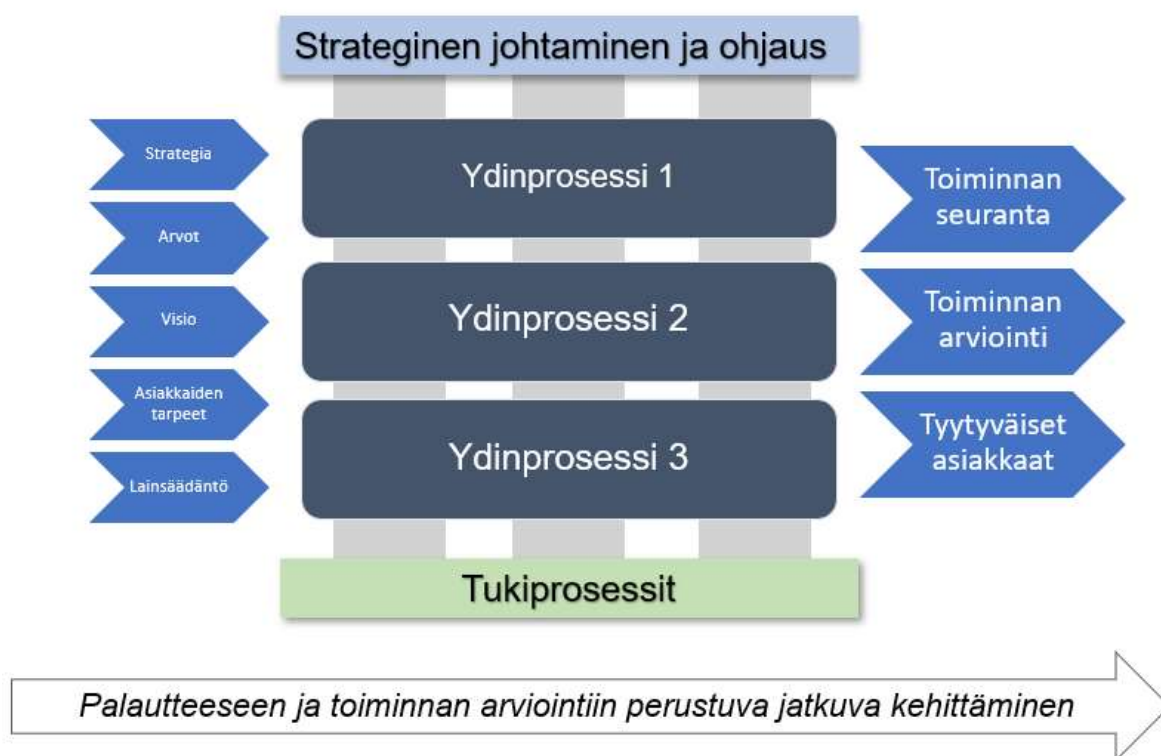 Strateginen johtaminen ja ohjaus
Strategia
Arvot
Visio
Asiakkaiden
tarpeet
Lainsäädäntö
Ydinprosessi 1
Ydinprosessi 2
Ydinprosessi 3
Toiminnan
seuranta
Toiminnan
arviointi
Tyytyväiset
asiakkaat
Tukiprosessit
Palautteeseen ja toiminnan arviointiin perustuva jatkuva kehittäminen